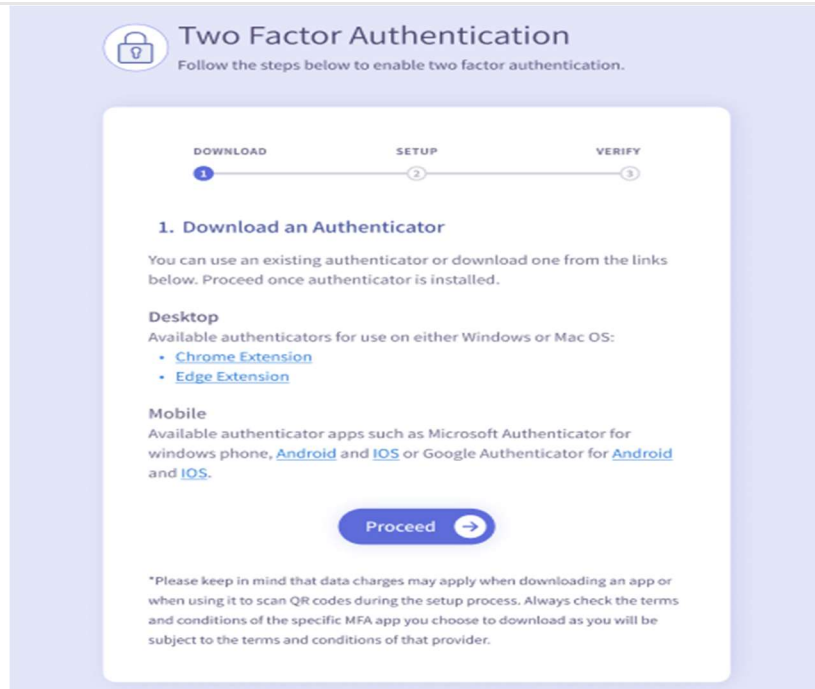 Two Factor Authentication
Follow the steps below to enable two factor authentication.
DOWNLOAD SETUP VERIFY
1 2 3
1. Download an Authenticator
You can use an existing authenticator or download one from the links
below. Proceed once authenticator is installed.
Desktop
Available authenticators for use on either Windows or Mac OS:
• Chrome Extension
• Edge Extension
Mobile
Available authenticator apps such as Microsoft Authenticator for
windows phone, Android and IOS or Google Authenticator for Android
and IOS.
Proceed
*Please keep in mind that data charges may apply when downloading an app or
when using it to scan QR codes during the setup process. Always check the terms
and conditions of the specific MFA app you choose to download as you will be
subject to the terms and conditions of that provider.